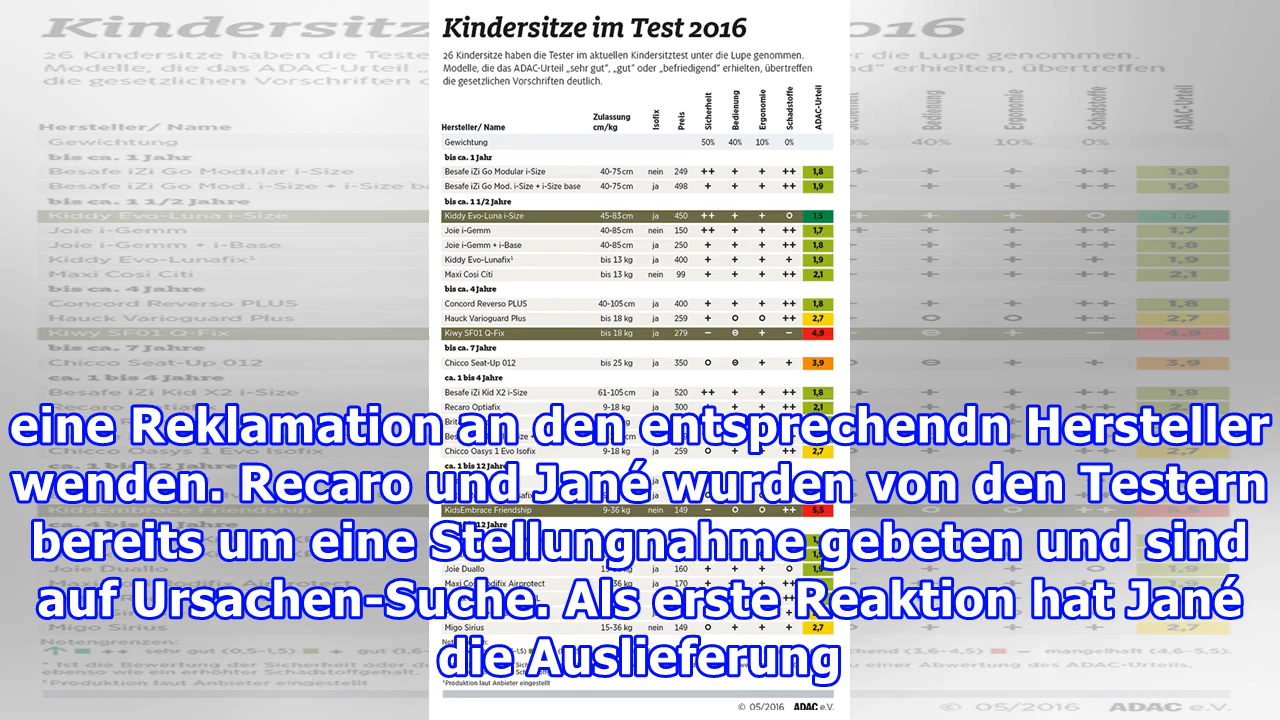 Kindersitze im Test 2016
26 Kindersitze haben die Tester im aktuellen Kindersitztest unter die Lupe genommen.
Modelle, die das ADAC-Urteil „sehr gut“, „gut“ oder „befriedigend“ erhielten, übertreffen
die gesetzlichen Vorschriften deutlich.
Hersteller/ Name Zulassung cm/kg Isofix Preis Sicherheit Bedienung Ergonomie Schadstoffe ADAC-Urteil
Gewichtung 50% 40% 10% 0%
bis ca. 1 Jahr
Besafe iZi Go Modular i-Size 40-75 cm nein 249 ++ + + ++ 1,8
Besafe iZi Go Mod. i-Size + i-Size base 40-75 cm ja 498 + + + ++ 1,9
bis ca. 1 1/2 Jahre
Kiddy Evo-Luna i-Size 45-83 cm ja 450 ++ + + O 1,5
Joie i-Gemm 40-85 cm nein 150 ++ + + ++ 1,7
Joie i-Gemm + i-Base 40-85 cm ja 250 + + + ++ 1,8
Kiddy Evo-Lunafix¹ bis 13 kg ja 400 + + + + 1,9
Maxi Cosi Citi bis 13 kg nein 99 + + + ++ 2,1
bis ca. 4 Jahre
Concord Reverso PLUS 40-105 cm ja 400 + + + ++ 1,8
Hauck Varioguard Plus bis 18 kg ja 259 + O O ++ 2,7
Kiwy SF01 Q-Fix bis 18 kg ja 279 − ⊖ + − 4,9
bis ca. 7 Jahre
Chicco Seat-Up 012 bis 25 kg ja 350 O ⊖ + + 3,9
ca. 1 bis 4 Jahre
Besafe iZi Kid X2 i-Size 61-105 cm ja 520 ++ + + ++ 1,8
Recaro Optiafix 9-18 kg ja 300 ++ 2,1
eine Reklamation an den entsprechendn Hersteller
Chicco Oasys 1 Evo Isofix 9-18 kg ja 259 O + + ++ 2,7
ca. 1 bis 12 Jahre
wenden. Recaro und Jané wurden von den Testern
KidsEmbrace Friendship 9-36 kg nein 149 − O O ++ 5,5
bereits um eine Stellungnahme gebeten und sind
Joie Duallo ja 160 + + + O 1,9
Maxi Airprotect ja 170
auf Ursachen-Suche. Als erste Reaktion hat Jané
Migo Sirius 15-36 kg nein 149 + + + + 2,7
die Auslieferung
¹Produktion laut Anbieter eingestellt
© 05/2016 ADAC e.V.